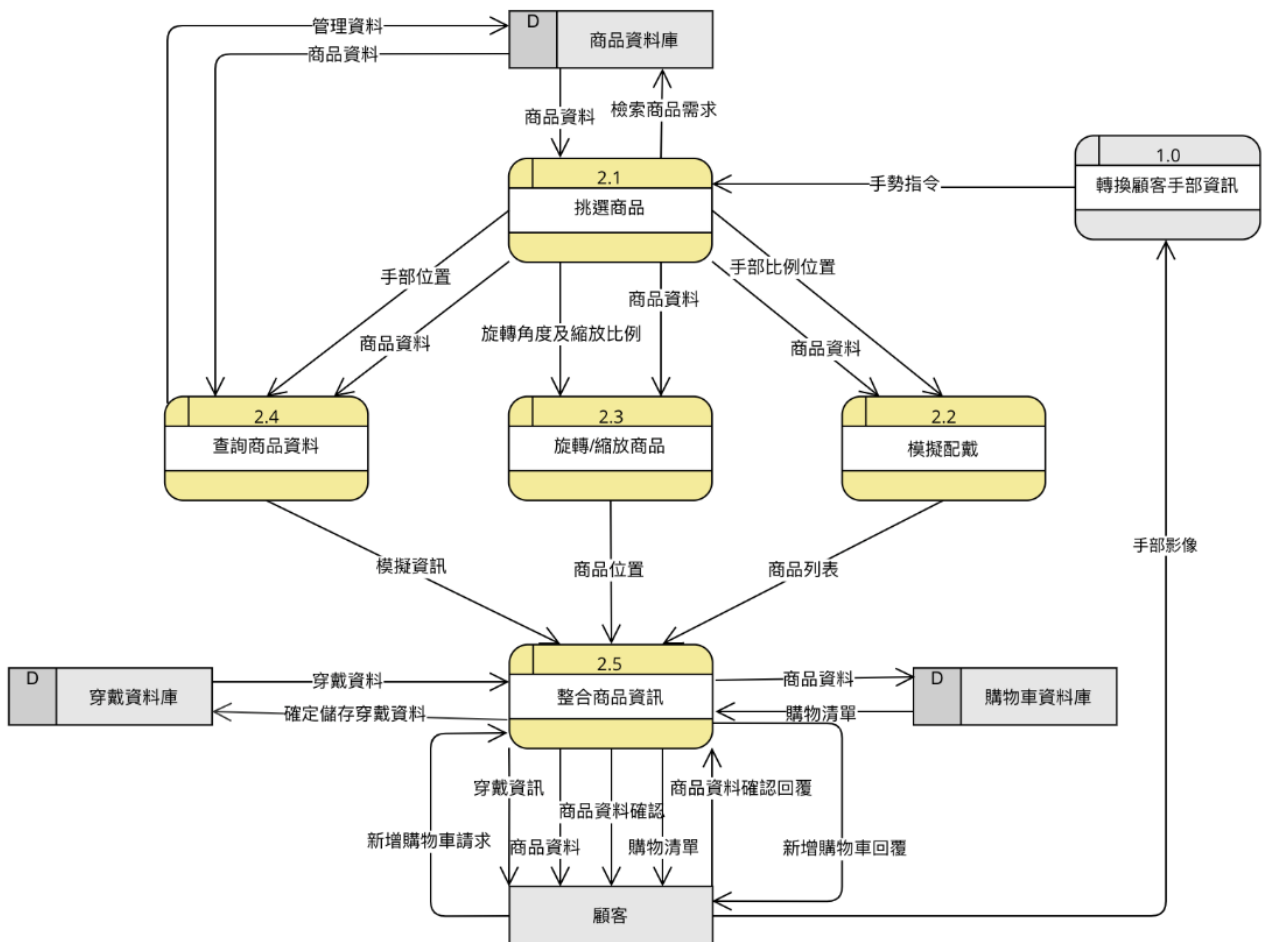 管理資料
D
商品資料庫
商品資料
商品資料
檢索商品需求
1.0
轉換顧客手部資訊
2.1
挑選商品
手勢指令
手部位置
手部比例位置
商品資料
旋轉角度及縮放比例
商品資料
商品資料
2.4
查詢商品資料
2.3
旋轉/縮放商品
2.2
模擬配戴
模擬資訊
商品位置
商品列表
手部影像
D
穿戴資料庫
穿戴資料
確定儲存穿戴資料
2.5
整合商品資訊
商品資料
購物清單
D
購物車資料庫
穿戴資訊
商品資料確認
商品資料確認回覆
新增購物車請求
商品資料
購物清單
新增購物車回覆
顧客